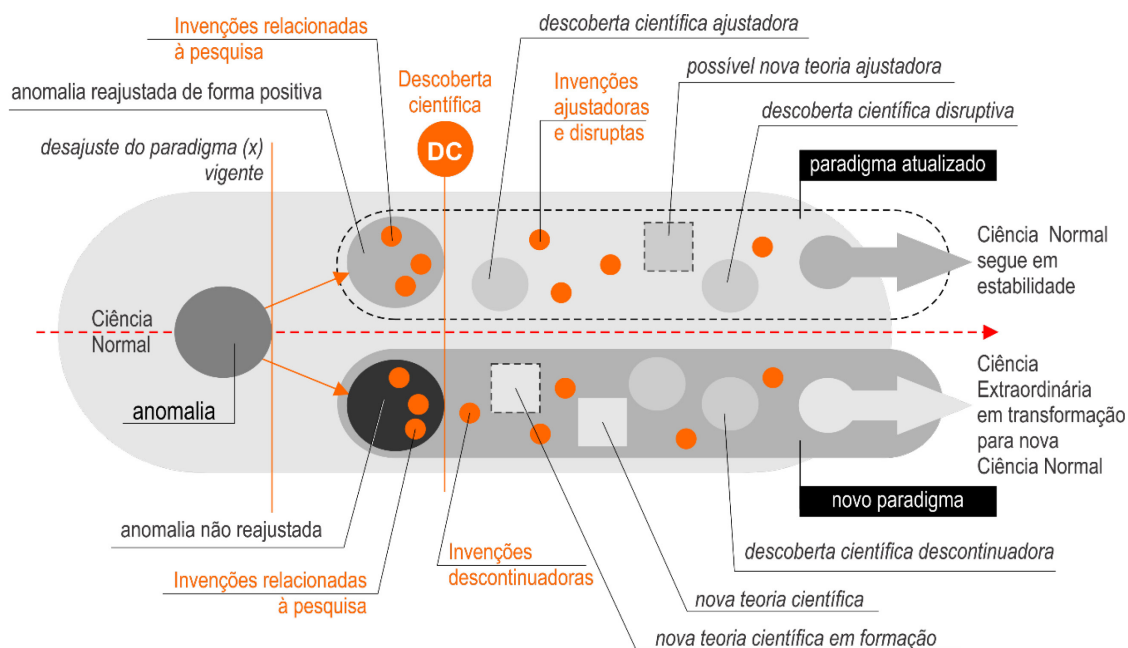 Invenções relacionadas
à pesquisa
descoberta científica ajustadora
anomalia reajustada de forma positiva
Descoberta
científica
DC
Invenções
ajustadoras
e disruptas
possível nova teoria ajustadora
descoberta científica disruptiva
desajuste do paradigma (x)
vigente
paradigma atualizado
Ciência Normal
segue em
estabilidade
Ciência
Normal
anomalia
Ciência
Extraordinária
em transformação
para nova
Ciência Normal
novo paradigma
anomalia não reajustada
Invenções relacionadas
à pesquisa
Invenções
descontinuadoras
descoberta científica descontinuadora
nova teoria científica
nova teoria científica em formação